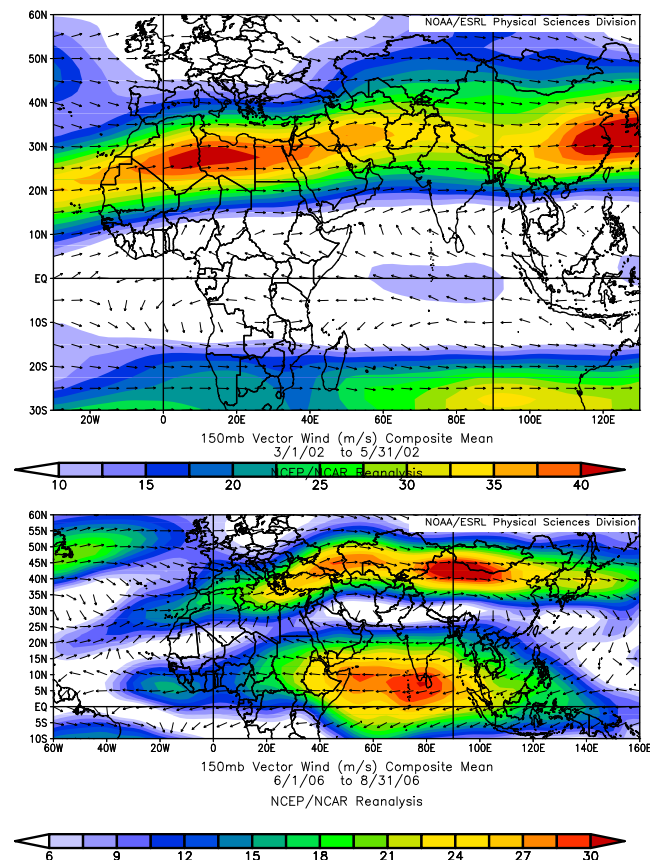 60N
NOAA/ESRL Physical Sciences Division
50N
40N
30N
20N
10N
EQ
10S
20S
30S
20W 0 20E 40E 60E 80E 100E 120E
150mb Vector Wind (m/s) Composite Mean
3/1/02 to 5/31/02
NCEP/NCAR Reanalysis
10 15 20 25 30 35 40
60N
NOAA/ESRL Physical Sciences Division
55N
50N
45N
40N
35N
30N
25N
20N
15N
10N
5N
EQ
5S
10S
60W 40W 20W 0 20E 40E 60E 80E 100E 120E 140E 160E
150mb Vector Wind (m/s) Composite Mean
6/1/06 to 8/31/06
NCEP/NCAR Reanalysis
6 9 12 15 18 21 24 27 30